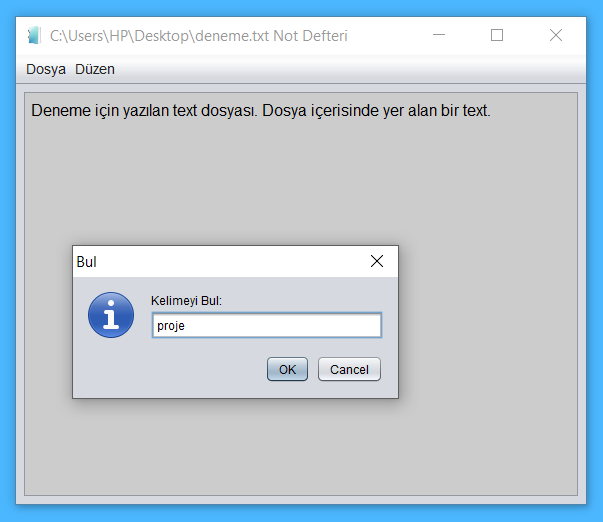 C:\Users\HP\Desktop\deneme.txt Not Defteri
Dosya Düzen
Deneme için yazılan text dosyası. Dosya içerisinde yer alan bir text.
Bul
Kelimeyi Bul:
proje
OK Cancel